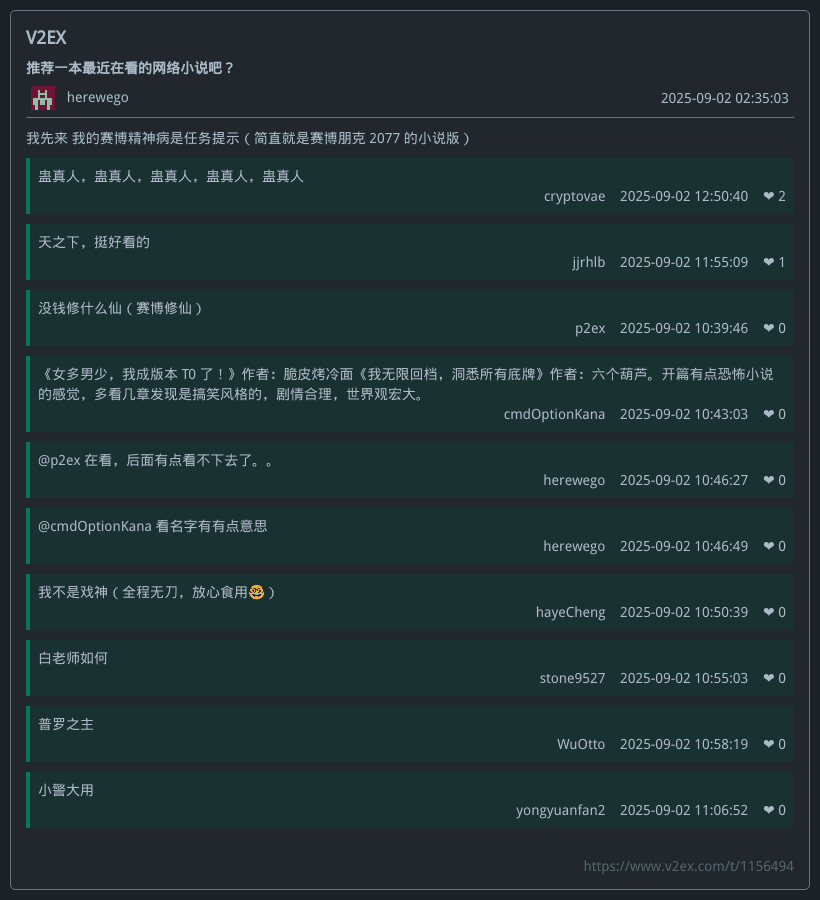 V2EX
推荐一本最近在看的网络小说吧？
herewego 2025-09-02 02:35:03
我先来 我的赛博精神病是任务提示（简直就是赛博朋克 2077 的小说版）
蛊真人，蛊真人，蛊真人，蛊真人，蛊真人
cryptovae 2025-09-02 12:50:40 ❤ 2
天之下，挺好看的
jjrhlb 2025-09-02 11:55:09 ❤ 1
没钱修什么仙（赛博修仙）
p2ex 2025-09-02 10:39:46 ❤ 0
《女多男少，我成版本 T0 了！》作者：脆皮烤冷面《我无限回档，洞悉所有底牌》作者：六个葫芦。开篇有点恐怖小说
的感觉，多看几章发现是搞笑风格的，剧情合理，世界观宏大。
cmdOptionKana 2025-09-02 10:43:03 ❤ 0
@p2ex 在看，后面有点看不下去了。。
herewego 2025-09-02 10:46:27 ❤ 0
@cmdOptionKana 看名字有有点意思
herewego 2025-09-02 10:46:49 ❤ 0
我不是戏神（全程无刀，放心食用🤓）
hayeCheng 2025-09-02 10:50:39 ❤ 0
白老师如何
stone9527 2025-09-02 10:55:03 ❤ 0
普罗之主
WuOtto 2025-09-02 10:58:19 ❤ 0
小警大用
yongyuanfan2 2025-09-02 11:06:52 ❤ 0
https://www.v2ex.com/t/1156494